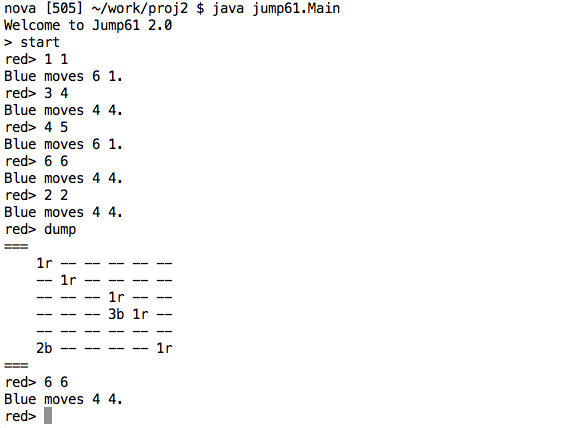 nova [505] ~/work/proj2 $ java jump61.Main
Welcome to Jump61 2.0
> start
red> 1 1
Blue moves 6 1.
red> 3 4
Blue moves 4 4.
red> 4 5
Blue moves 6 1.
red> 6 6
Blue moves 4 4.
red> 2 2
Blue moves 4 4.
red> dump
===
    1r -- -- -- -- --
    -- 1r -- -- -- --
    -- -- -- 1r -- --
    -- -- -- 3b 1r --
    -- -- -- -- -- --
    2b -- -- -- -- 1r
===
red> 6 6
Blue moves 4 4.
red>